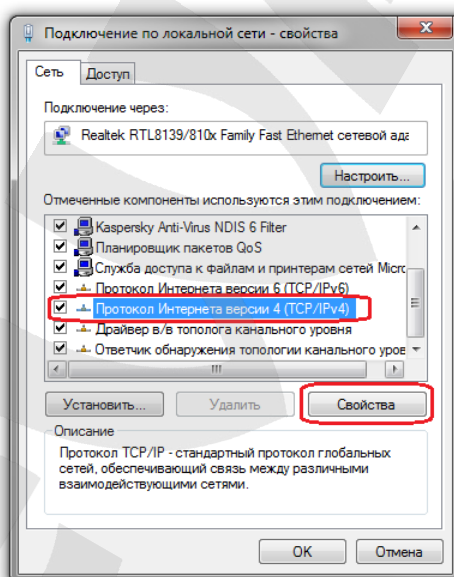 Подключение по локальной сети - свойства
Сеть Доступ
Подключение через:
Realtek RTL8139/810x Family Fast Ethernet сетевой ада
Настроить...
Отмеченные компоненты используются этим подключением:
Kaspersky Anti-Virus NDIS 6 Filter
Планировщик пакетов QoS
Служба доступа к файлам и принтерам сетей Micro
Протокол Интернета версии 6 (TCP/IPv6)
Протокол Интернета версии 4 (TCP/IPv4)
Драйвер в/в тополога канального уровня
Ответчик обнаружения топологии канального уров
Установить... Удалить Свойства
Описание
Протокол TCP/IP - стандартный протокол глобальных
сетей, обеспечивающий связь между различными
взаимодействующими сетями.
OK Отмена